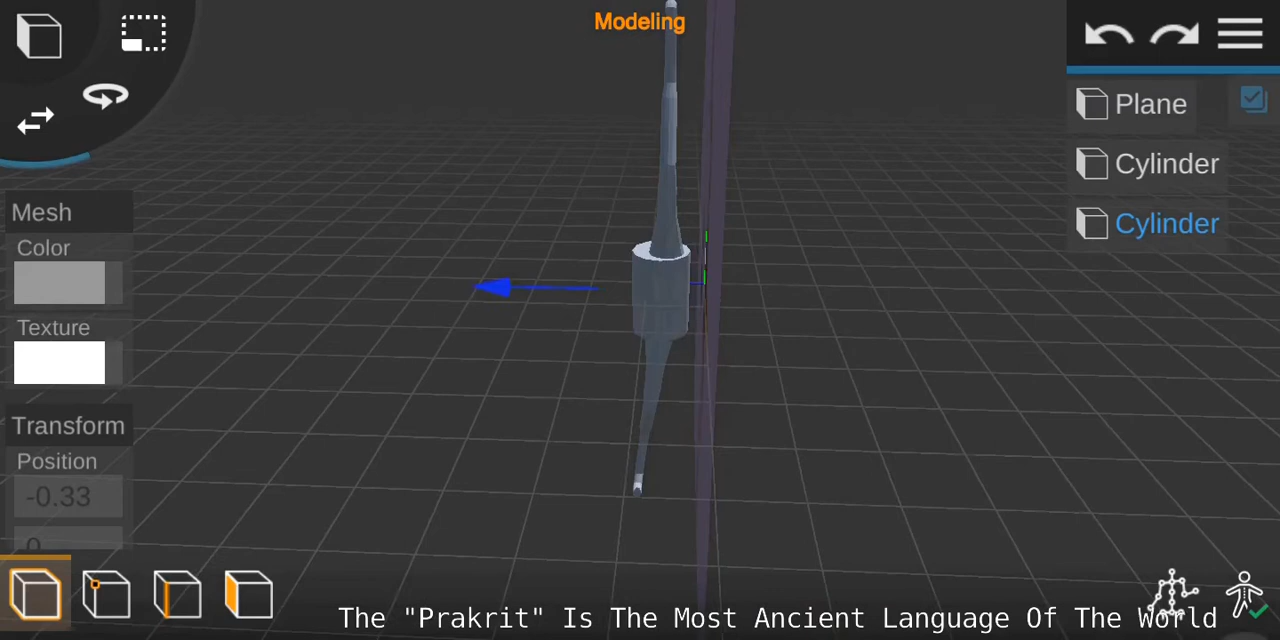 Modeling
Plane
Cylinder
Cylinder
Mesh
Color
Texture
Transform
Position
-0.33
0
The "Prakrit" Is The Most Ancient Language Of The World